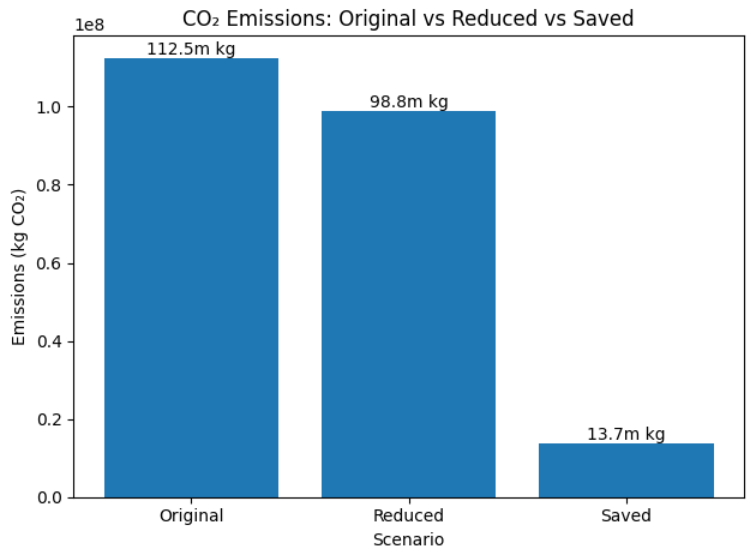 CO₂ Emissions: Original vs Reduced vs Saved
1e8
112.5m kg
98.8m kg
13.7m kg
1.0
0.8
0.6
0.4
0.2
0.0
Emissions (kg CO₂)
Original
Reduced
Saved
Scenario